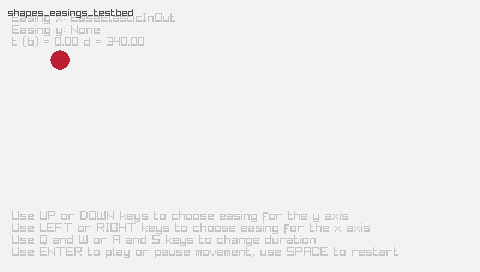 shapes_easings_testbed
Easing x: EaseElasticInOut
Easing y: None
t (b) = 0.00 d = 340.00
Use UP or DOWN keys to choose easing for the y axis
Use LEFT or RIGHT keys to choose easing for the x axis
Use Q and W or A and S keys to change duration
Use ENTER to play or pause movement, use SPACE to restart